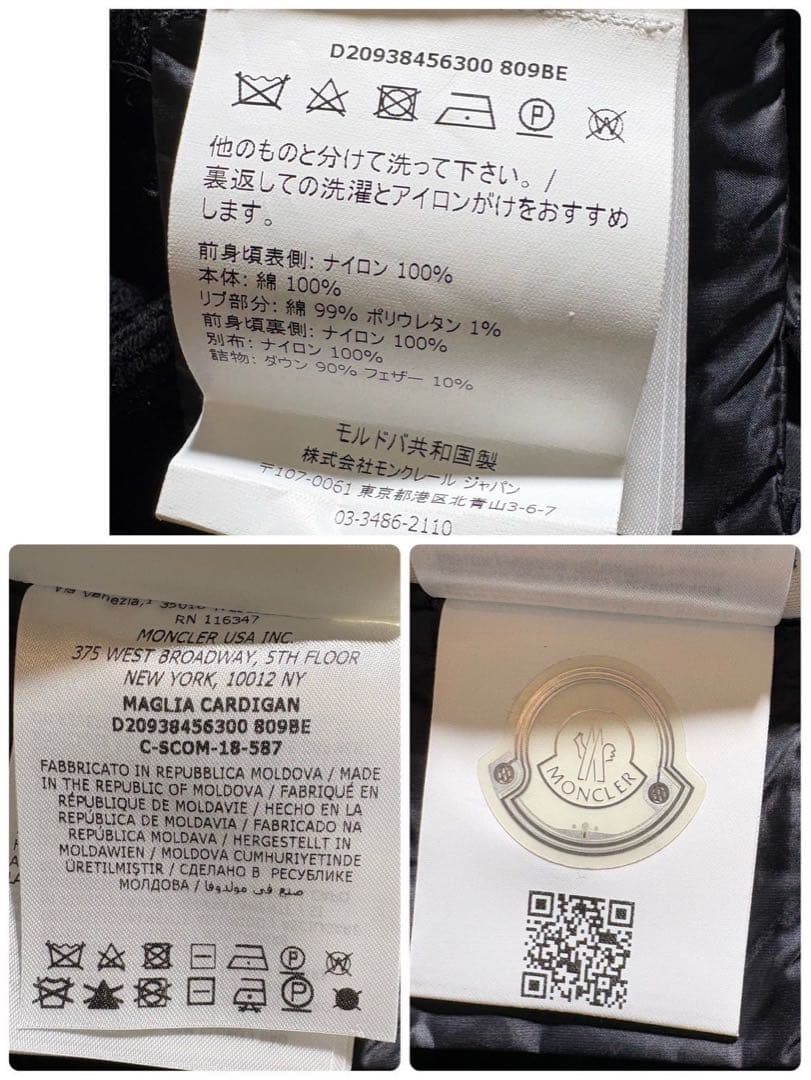 D20938456300 809BE
P
W
他のものと分けて洗って下さい。/
裏返しての洗濯とアイロンがけをおすすめ
します。
前身頃表側: ナイロン 100%
本体: 綿 100%
リブ部分: 綿 99% ポリウレタン 1%
前身頃裏側: ナイロン 100%
別布: ナイロン 100%
詰物: ダウン 90% フェザー 10%
モルドバ共和国製
株式会社モンクレール ジャパン
〒107-0061 東京都港区北青山3-6-7
03-3486-2110
Via Venezia,1
RN 116347
MONCLER USA INC.
375 WEST BROADWAY, 5TH FLOOR
NEW YORK, 10012 NY
MAGLIA CARDIGAN
D20938456300 809BE
C-SCOM-18-587
FABBRICATO IN REPUBBLICA MOLDOVA / MADE
IN THE REPUBLIC OF MOLDOVA / FABRIQUÉ EN
RÉPUBLIQUE DE MOLDAVIE / HECHO EN LA
REPÚBLICA DE MOLDAVIA / FABRICADO NA
REPÚBLICA MOLDAVA / HERGESTELLT IN
MOLDAWIEN / MOLDOVA CUMHURIYETINDE
ÜRETILMIŞTIR / СДЕЛАНО В РЕСПУБЛИКЕ
МОЛДОВА / صنع في مولدوفا
P
W
P
MONCLER